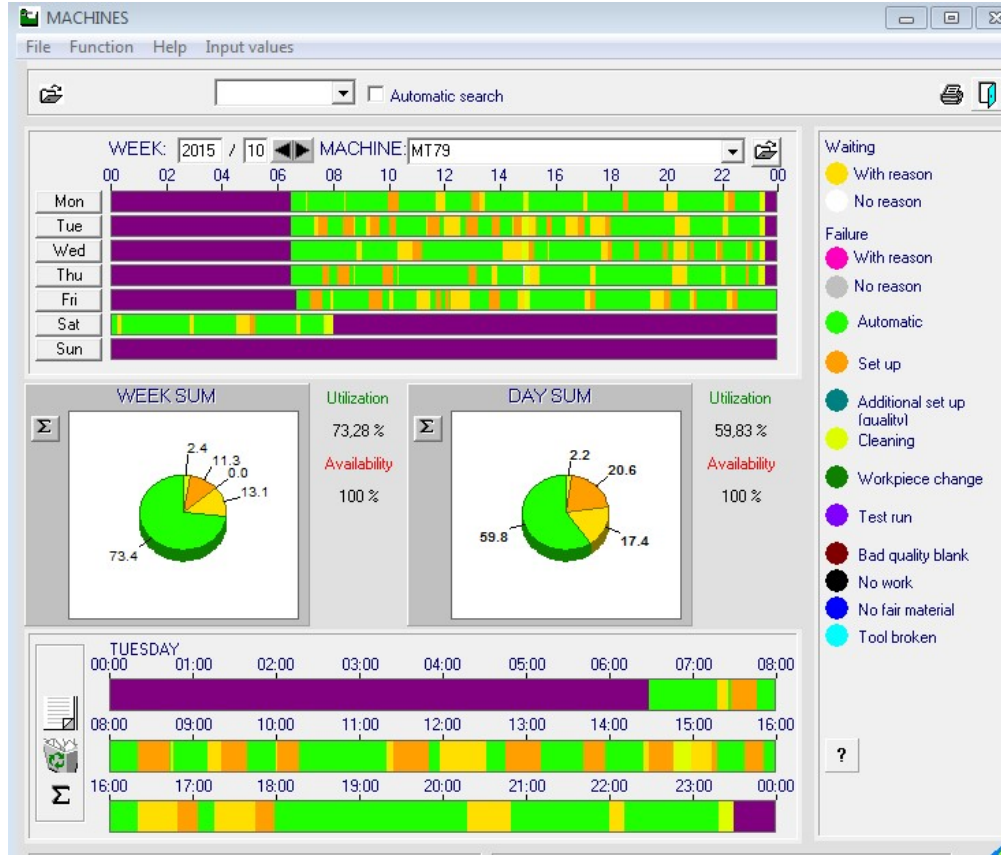 MACHINES
File Function Help Input values
Automatic search
WEEK: 2015 / 10 MACHINE: MT79
00 02 04 06 08 10 12 14 16 18 20 22 00
Mon
Tue
Wed
Thu
Fri
Sat
Sun
WEEK SUM
Σ
2.4
11.3
0.0
13.1
73.4
Utilization
73,28 %
Availability
100 %
DAY SUM
Σ
2.2
20.6
59.8
17.4
Utilization
59,83 %
Availability
100 %
TUESDAY
00:00 01:00 02:00 03:00 04:00 05:00 06:00 07:00 08:00
08:00 09:00 10:00 11:00 12:00 13:00 14:00 15:00 16:00
16:00 17:00 18:00 19:00 20:00 21:00 22:00 23:00 00:00
Σ
Waiting
With reason
No reason
Failure
With reason
No reason
Automatic
Set up
Additional set up
(quality)
Cleaning
Workpiece change
Test run
Bad quality blank
No work
No fair material
Tool broken
?